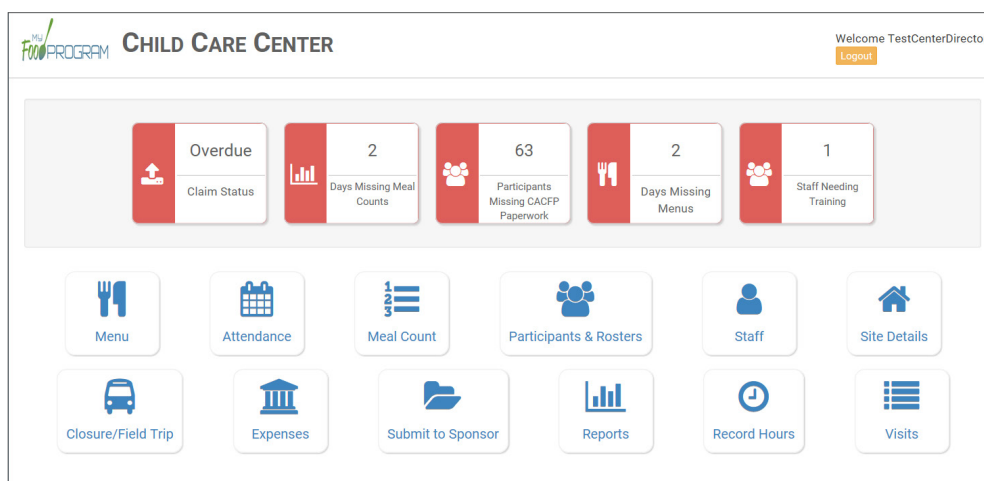 My
Food PROGRAM
CHILD CARE CENTER
Welcome TestCenterDirecto
Logout
Overdue
Claim Status
2
Days Missing Meal
Counts
63
Participants
Missing CACFP
Paperwork
2
Days Missing
Menus
1
Staff Needing
Training
1
2
3
Menu
Attendance
Meal Count
Participants & Rosters
Staff
Site Details
Closure/Field Trip
Expenses
Submit to Sponsor
Reports
Record Hours
Visits